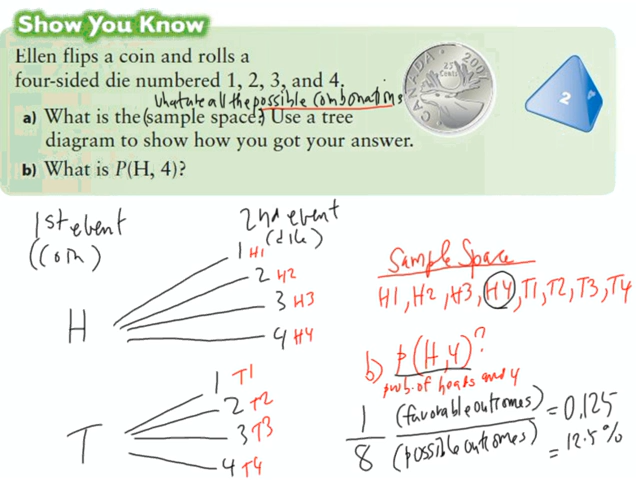 Show You Know
Ellen flips a coin and rolls a
four-sided die numbered 1, 2, 3, and 4.
What are all the possible Combonations
a) What is the (sample space?) Use a tree
diagram to show how you got your answer.
b) What is P(H, 4)?
CANADA 2007
25
Cents
2
1st event
(Coin)
2nd event
(die)
H
1 H1
2 H2
3 H3
4 H4
T
1 T1
2 T2
3 T3
4 T4
Sample Space
H1, H2, H3, H4, T1, T2, T3, T4
b) P(H,4)?
prob. of heads and 4
1 (favorable outcomes) = 0.125
8 (possible outcomes) = 12.5%